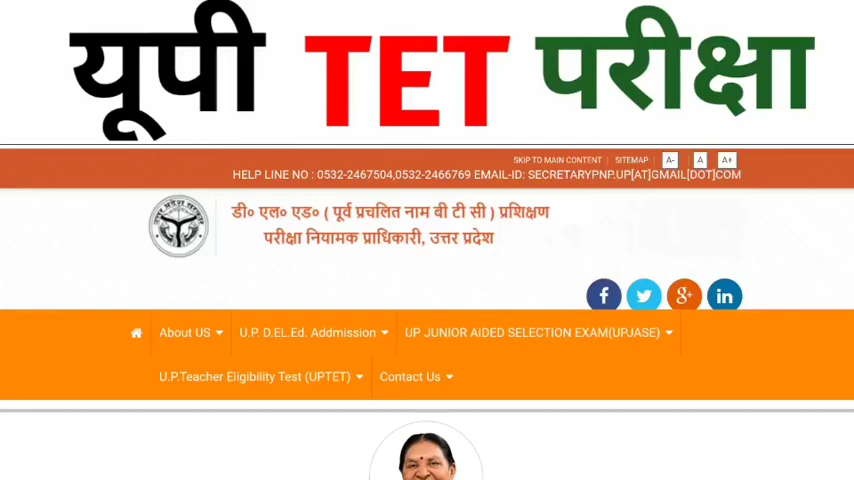 यूपी TET परीक्षा
SKIP TO MAIN CONTENT | SITEMAP | A- | A | A+
HELP LINE NO : 0532-2467504,0532-2466769 EMAIL-ID: SECRETARYPNP.UP[AT]GMAIL[DOT]COM
डी० एल० एड० ( पूर्व प्रचलित नाम बी टी सी ) प्रशिक्षण
परीक्षा नियामक प्राधिकारी, उत्तर प्रदेश
f g+ in
About US U.P. D.EL.Ed. Addmission UP JUNIOR AIDED SELECTION EXAM(UPJASE)
U.P.Teacher Eligibility Test (UPTET) Contact Us